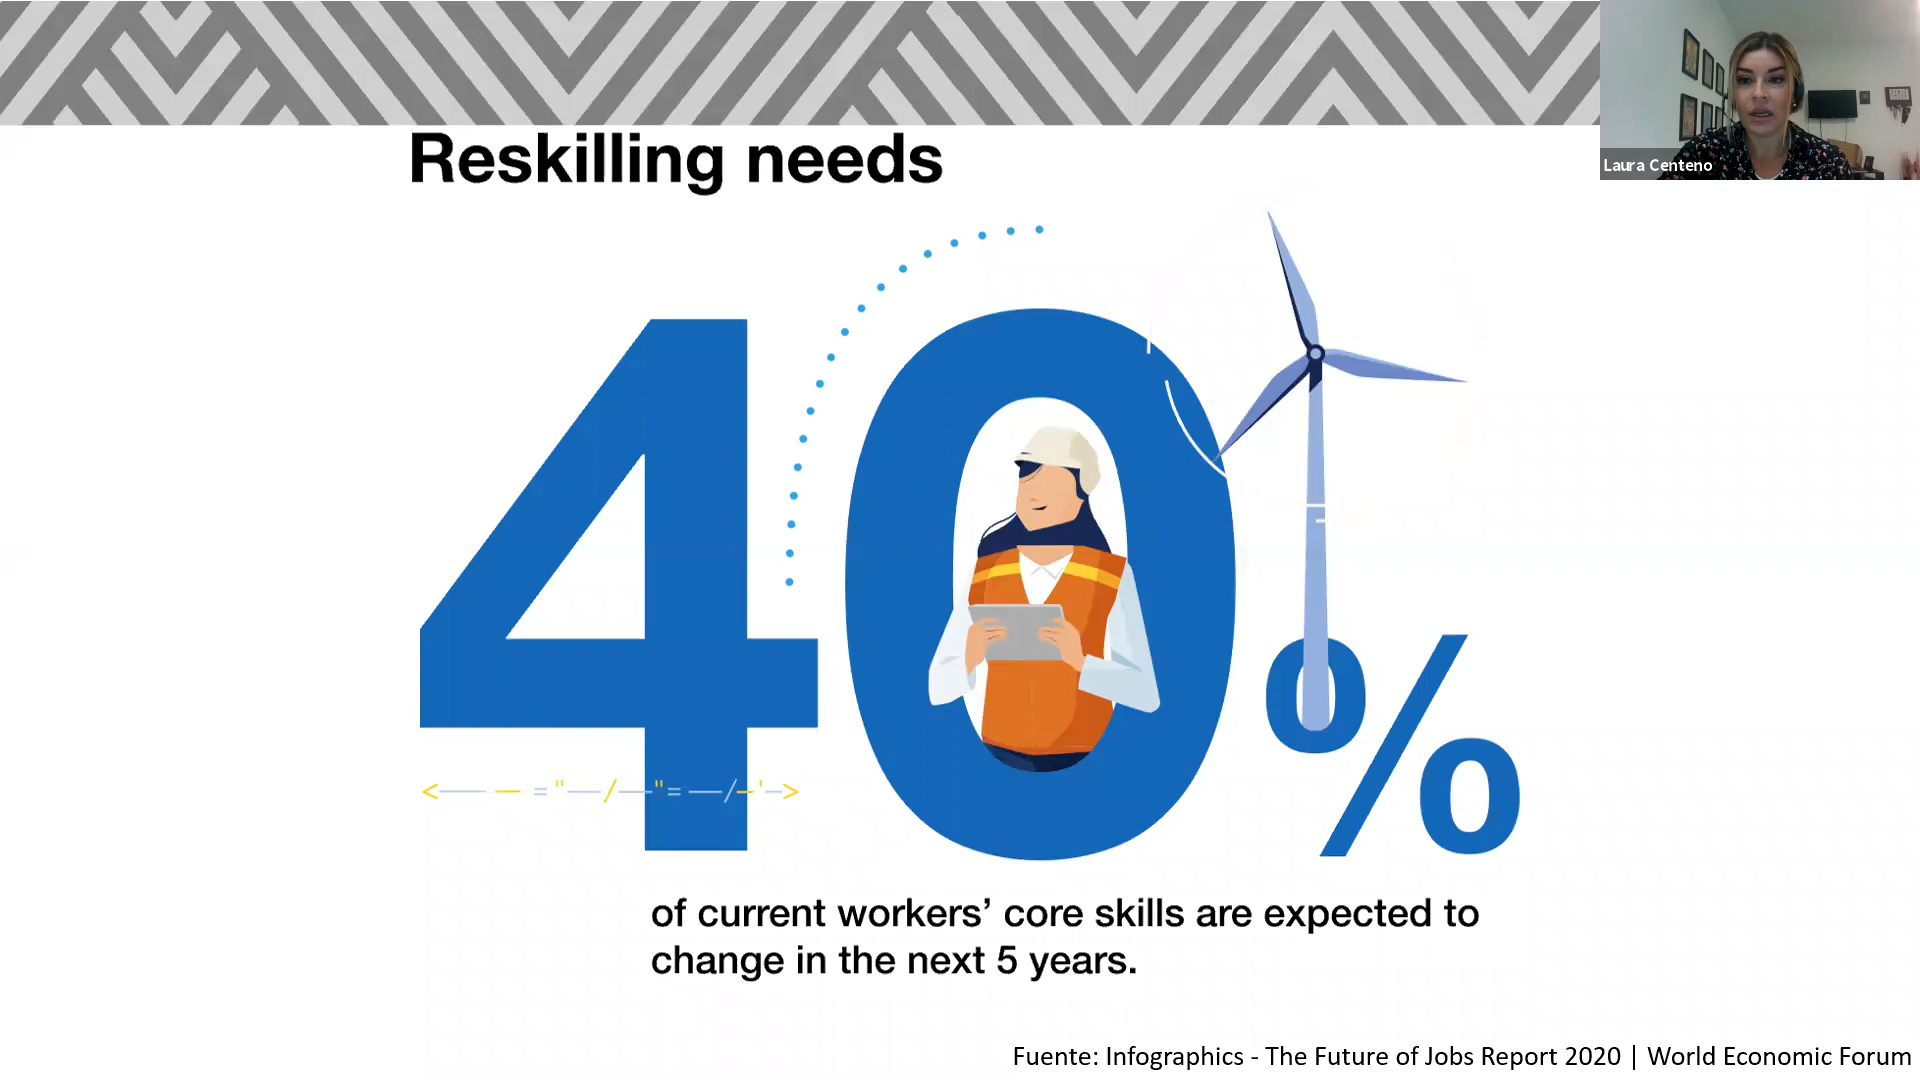 Laura Centeno
Reskilling needs
40%
of current workers’ core skills are expected to
change in the next 5 years.
Fuente: Infographics - The Future of Jobs Report 2020 | World Economic Forum